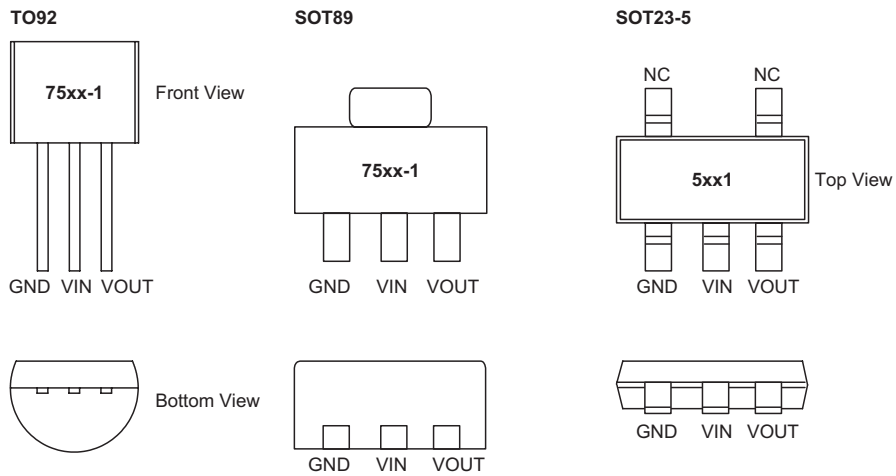 TO92
SOT89
SOT23-5
NC NC
75xx-1
Front View
75xx-1
5xx1
Top View
GND VIN VOUT
GND VIN VOUT
GND VIN VOUT
Bottom View
GND VIN VOUT
GND VIN VOUT